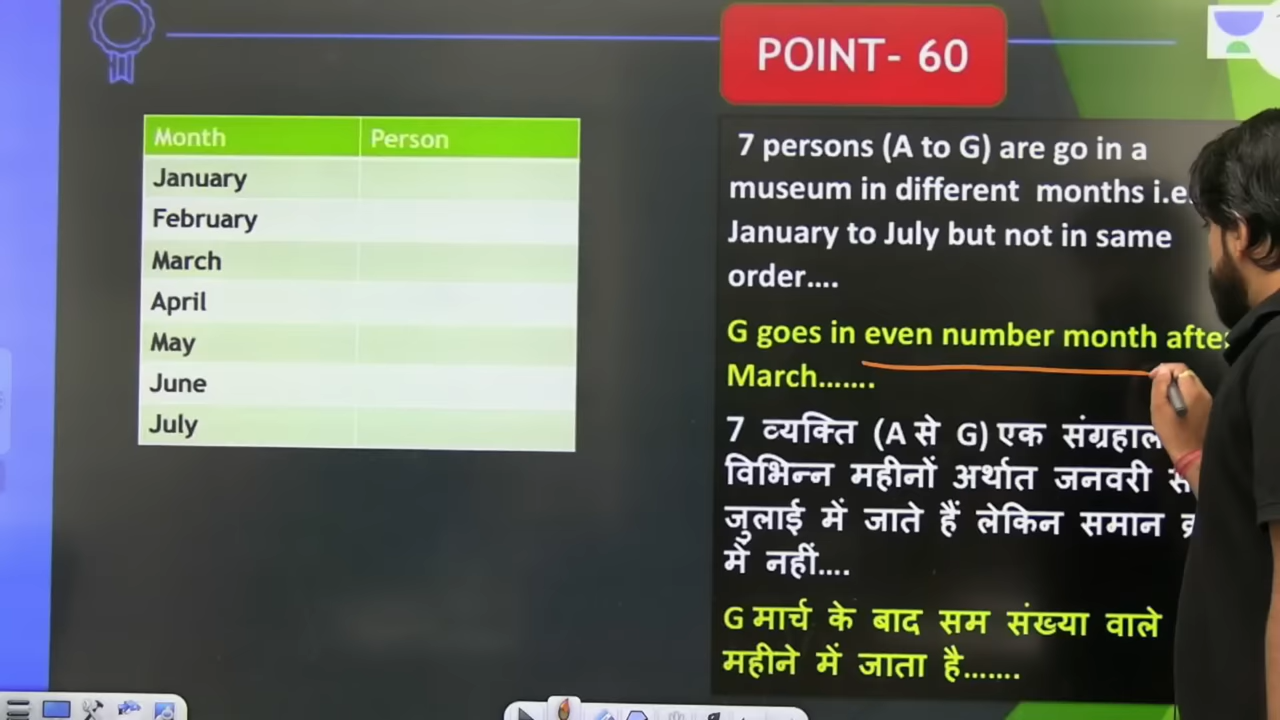 POINT- 60
Month Person
January
February
March
April
May
June
July
7 persons (A to G) are go in a
museum in different months i.e.
January to July but not in same
order....
G goes in even number month after
March.......
7 व्यक्ति (A से G) एक
विभिन्न महीनों अर्थात जनवरी
जुलाई में जाते हैं लेकिन समान
में नहीं....
G मार्च के बाद सम संख्या वाले
महीने में जाता है.......